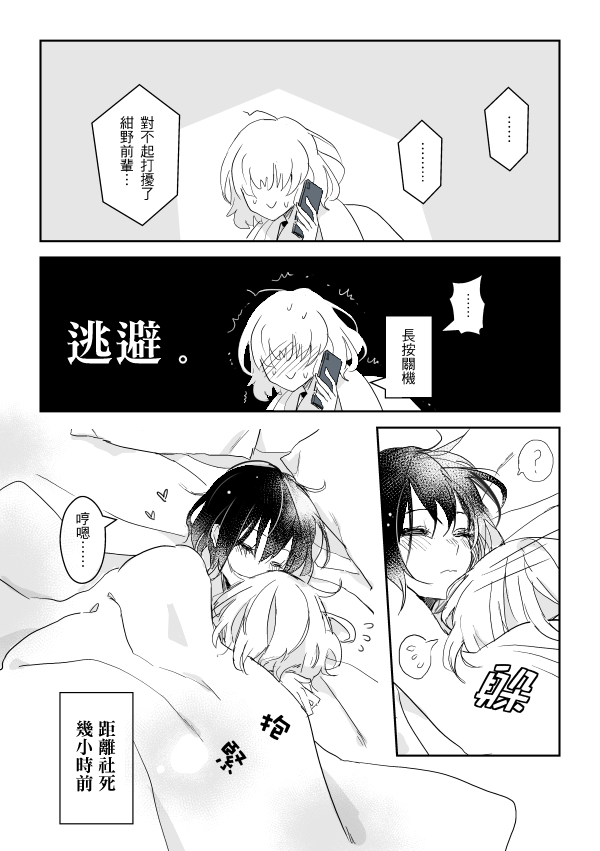 ……
………
對不起打擾了
紺野前輩…
……
長按關機
逃避。
？
躲
哼嗯……
抱
緊
距離社死
幾小時前